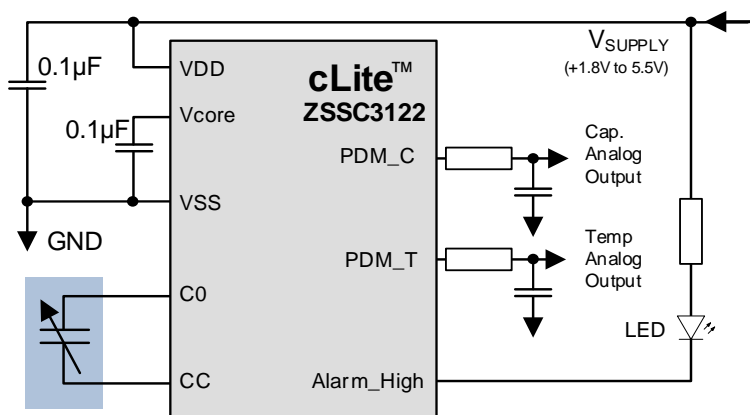 0.1µF
VDD
cLite™
ZSSC3122
VSUPPLY
(+1.8V to 5.5V)
0.1µF
Vcore
PDM_C
Cap.
Analog
Output
VSS
GND
PDM_T
Temp
Analog
Output
C0
LED
CC
Alarm_High